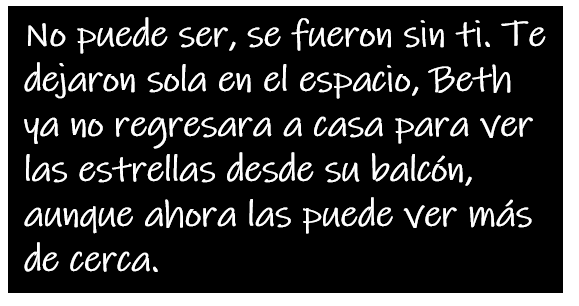 No puede ser, se fueron sin ti. Te
dejaron sola en el espacio, Beth
ya no regresara a casa para ver
las estrellas desde su balcón,
aunque ahora las puede ver más
de cerca.